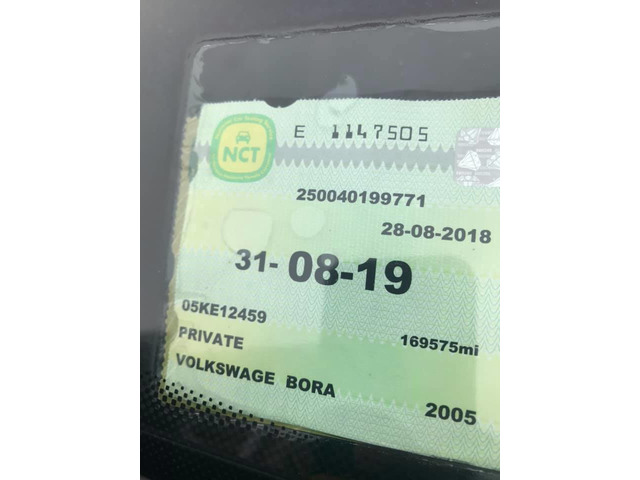 E 1147505
NCT
250040199771
28-08-2018
31-08-19
05KE12459
169575mi
PRIVATE
VOLKSWAGE BORA
2005